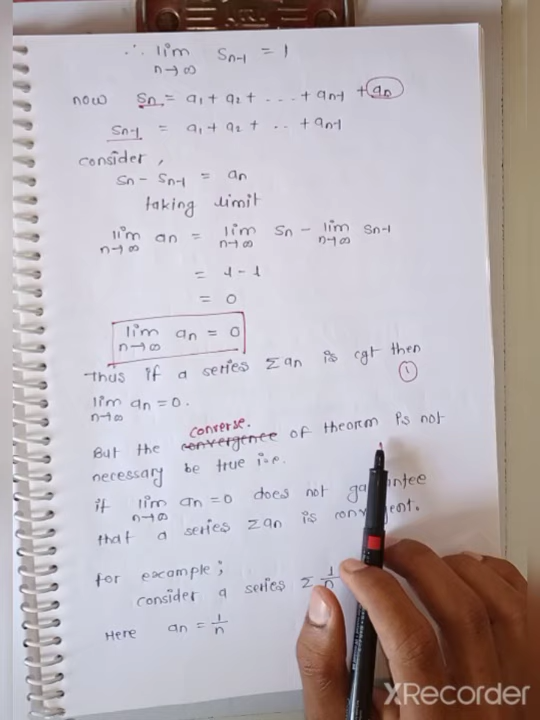 ∴ lim Sn-1 = 1
n→∞
now Sn = a1 + a2 + ... + an-1 + an
Sn-1 = a1 + a2 + .. + an-1
consider,
Sn - Sn-1 = an
taking limit
lim an = lim Sn - lim Sn-1
n→∞ n→∞ n→∞
= 1 - 1
= 0
lim an = 0
n→∞
Thus if a series Σan is cgt then
①
lim an = 0.
n→∞
converse.
But the convergence of theorem is not
necessary be true i.e.
if lim an = 0 does not
n→∞
that a series Σan is
for example;
consider a series Σ 1/n
Here an = 1/n
XRecorder